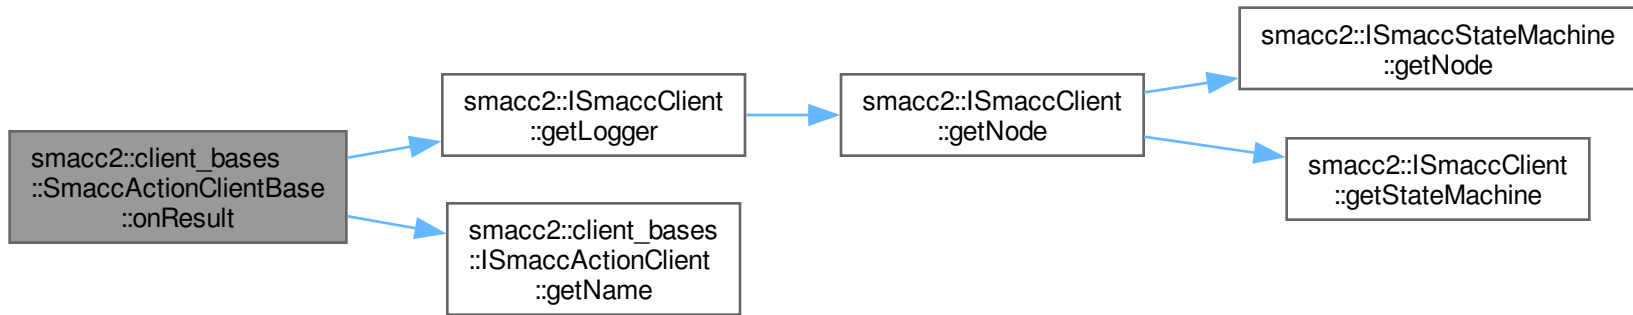 smacc2::client_bases
::SmaccActionClientBase
::onResult
smacc2::ISmaccClient
::getLogger
smacc2::client_bases
::ISmaccActionClient
::getName
smacc2::ISmaccClient
::getNode
smacc2::ISmaccStateMachine
::getNode
smacc2::ISmaccClient
::getStateMachine